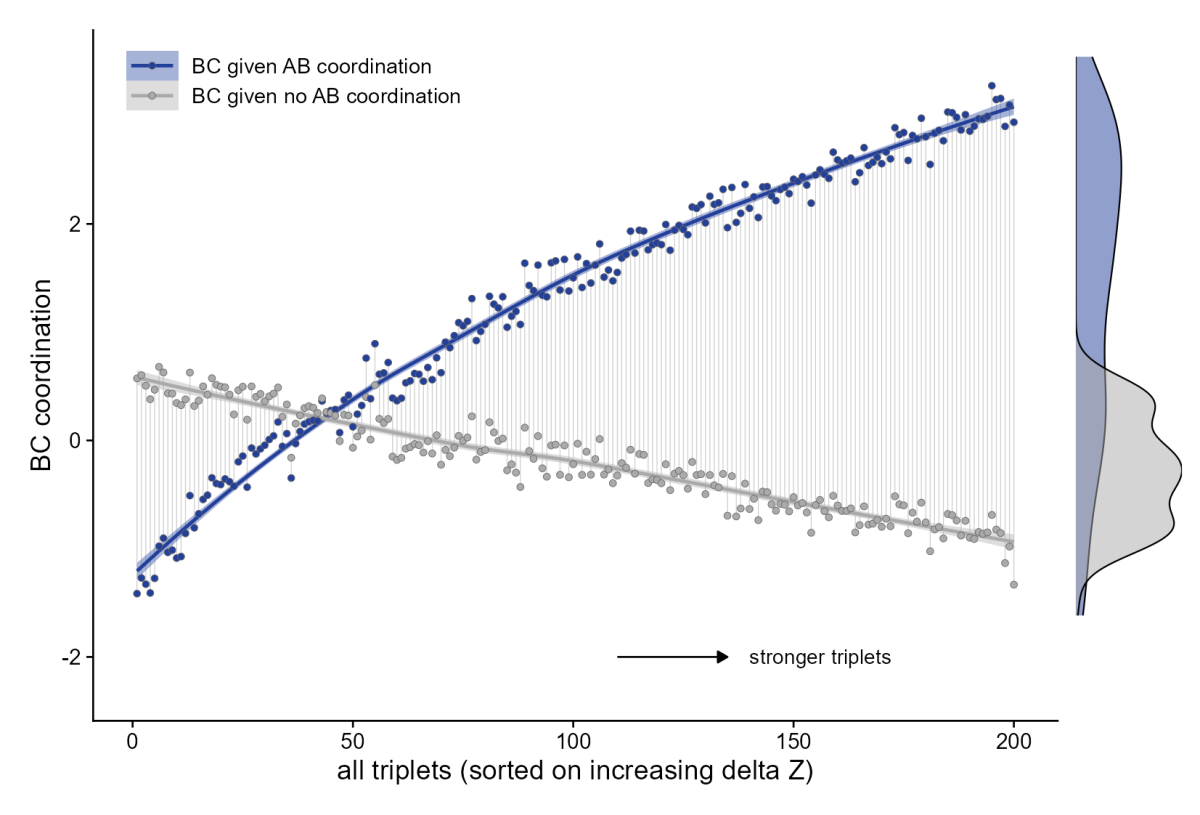 BC given AB coordination
BC given no AB coordination
BC coordination
2
0
-2
stronger triplets
0 50 100 150 200
all triplets (sorted on increasing delta Z)